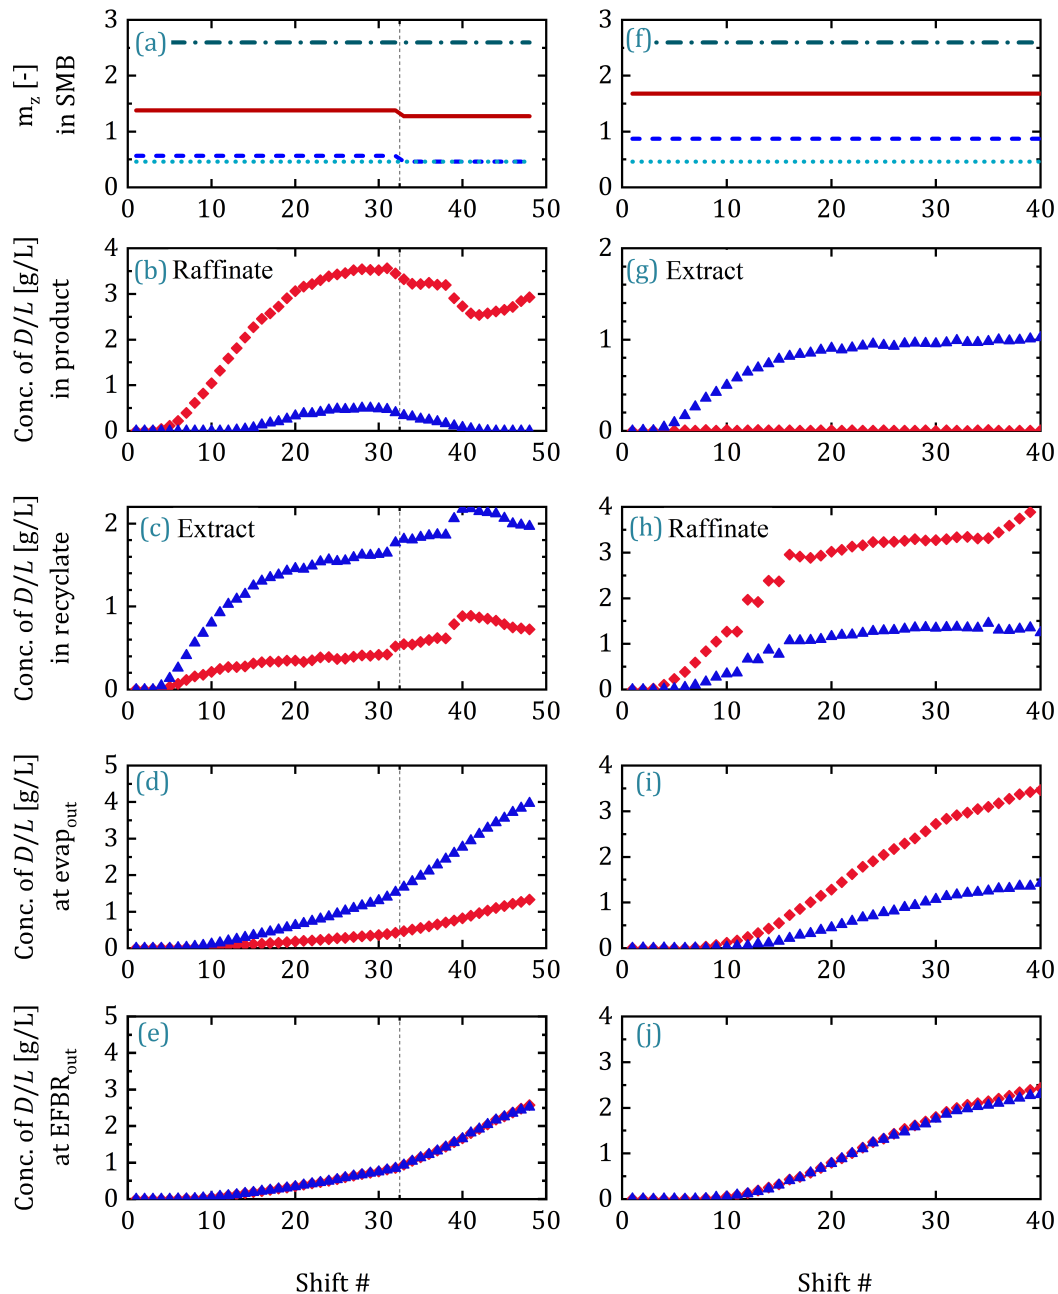 m_z [-]
in SMB
(a)
3
2
1
0
0 10 20 30 40 50
(f)
3
2
1
0
0 10 20 30 40
Conc. of D/L [g/L]
in product
(b) Raffinate
4
3
2
1
0
0 10 20 30 40 50
(g) Extract
2
1
0
0 10 20 30 40
Conc. of D/L [g/L]
in recyclate
(c) Extract
2
1
0
0 10 20 30 40 50
(h) Raffinate
4
3
2
1
0
0 10 20 30 40
Conc. of D/L [g/L]
at evap_out
(d)
5
4
3
2
1
0
0 10 20 30 40 50
(i)
4
3
2
1
0
0 10 20 30 40
Conc. of D/L [g/L]
at EFBR_out
(e)
5
4
3
2
1
0
0 10 20 30 40 50
(j)
4
3
2
1
0
0 10 20 30 40
Shift #
Shift #